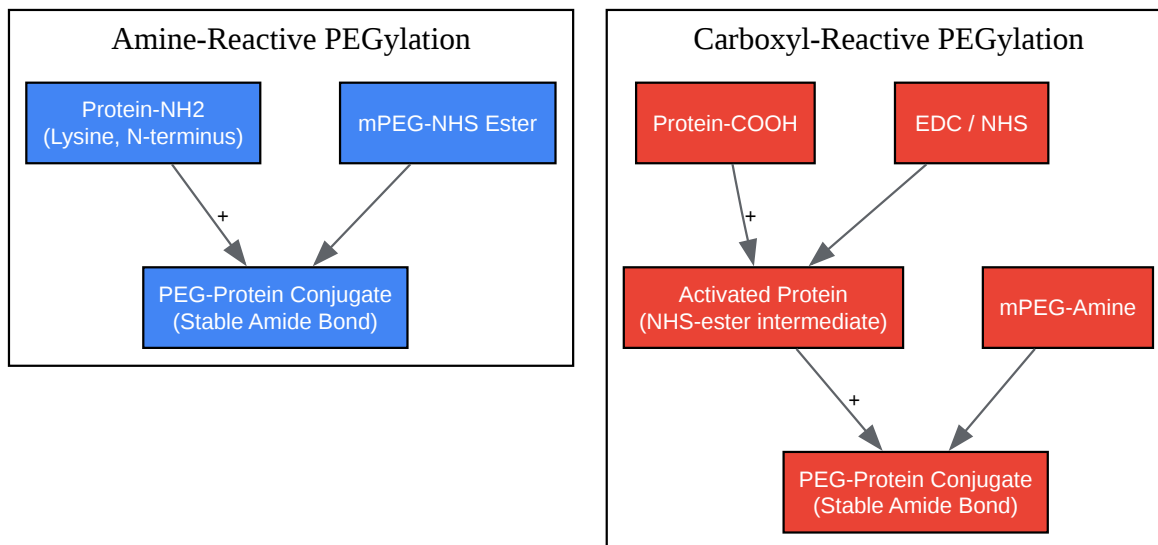 Amine-Reactive PEGylation
Protein-NH2
(Lysine, N-terminus)
mPEG-NHS Ester
+
PEG-Protein Conjugate
(Stable Amide Bond)
Carboxyl-Reactive PEGylation
Protein-COOH
EDC / NHS
+
Activated Protein
(NHS-ester intermediate)
mPEG-Amine
+
PEG-Protein Conjugate
(Stable Amide Bond)